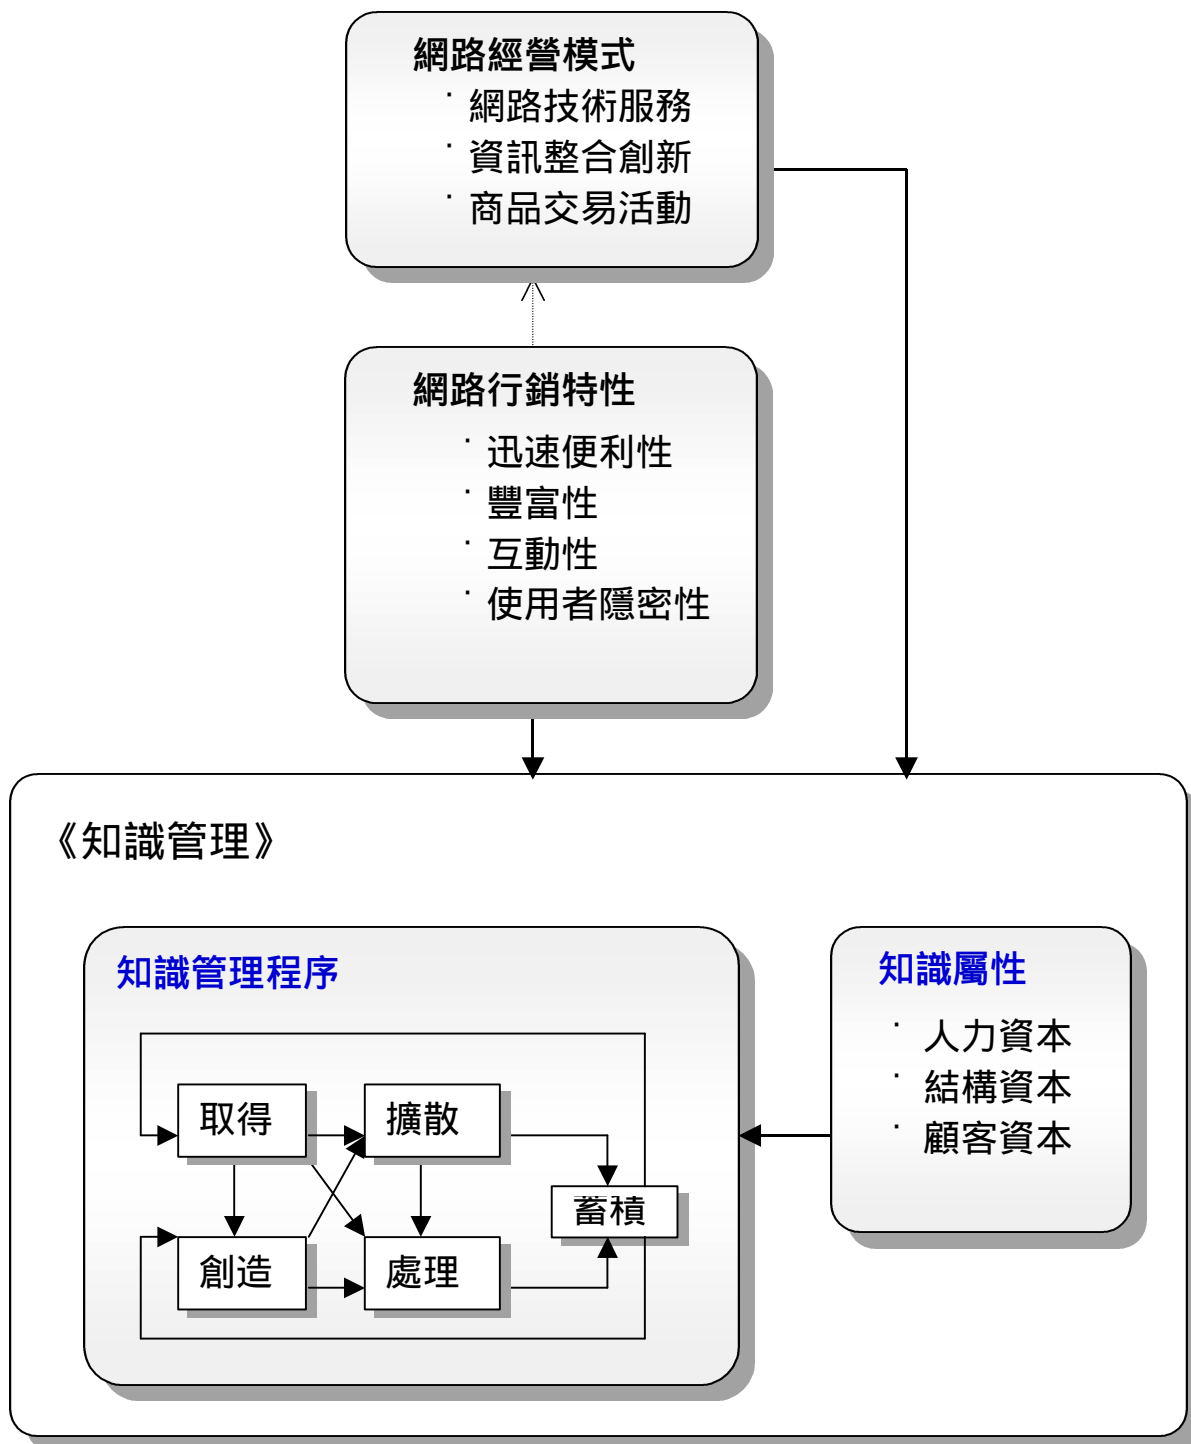 網路經營模式
˙網路技術服務
˙資訊整合創新
˙商品交易活動
網路行銷特性
˙迅速便利性
˙豐富性
˙互動性
˙使用者隱密性
《知識管理》
知識管理程序
取得
擴散
蓄積
創造
處理
知識屬性
˙人力資本
˙結構資本
˙顧客資本